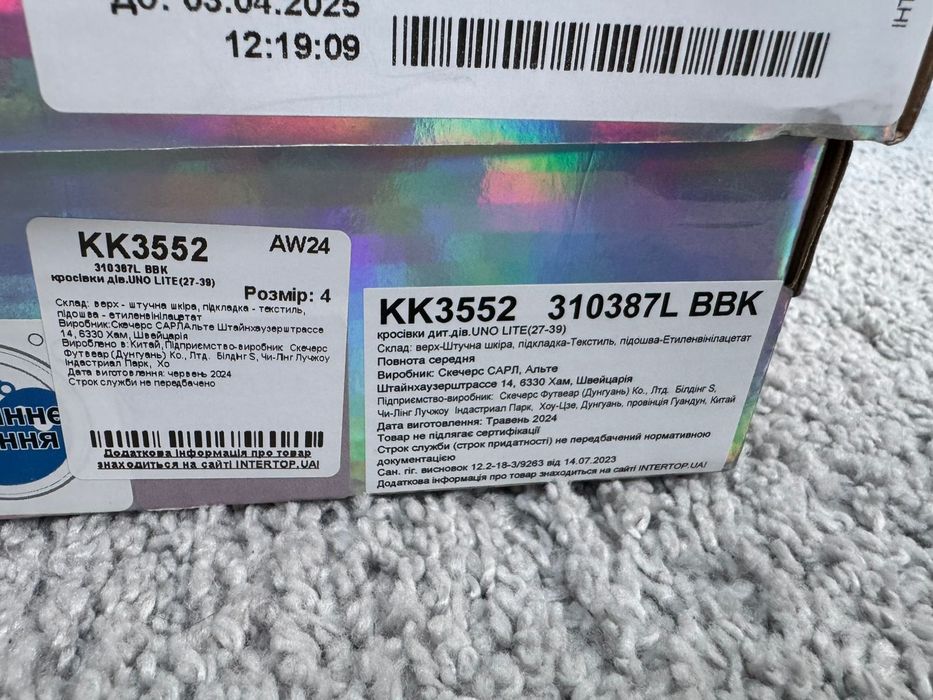 до: 03.04.2025
12:19:09
KK3552 AW24
310387L BBK
кросівки дів.UNO LITE(27-39)
Розмір: 4
Склад: верх - штучна шкіра, підкладка - текстиль,
підошва - етиленвінілацетат
Виробник:Скечерс САРЛАльте Штайнхаузерштрассе
14, 6330 Хам, Швейцарія
Вироблено в:Китай,Підприємство-виробник Скечерс
Футвеар (Дунгуань) Ко., Лтд. Білдінг S, Чи-Лінг Лучжоу
Індастриал Парк, Хо
Дата виготовлення: червень 2024
Строк служби не передбачено
Додаткова інформація про товар
знаходиться на сайті INTERTOP.UA!
KK3552 310387L BBK
кросівки дит.дів.UNO LITE(27-39)
Склад: верх-Штучна шкіра, підкладка-Текстиль, підошва-Етиленвінілацетат
Повнота середня
Виробник: Скечерс САРЛ, Альте
Штайнхаузерштрассе 14, 6330 Хам, Швейцарія
Підприємство-виробник: Скечерс Футвеар (Дунгуань) Ко., Лтд. Білдінг S,
Чи-Лінг Лучжоу Індастриал Парк, Хоу-Цзе, Дунгуань, провінція Гуандун, Китай
Дата виготовлення: Травень 2024
Товар не підлягає сертифікації
Строк служби (строк придатності) не передбачений нормативною
документацією
Сан. гіг. висновок 12.2-18-3/9263 від 14.07.2023
Додаткова інформація про товар знаходиться на сайті INTERTOP.UA!